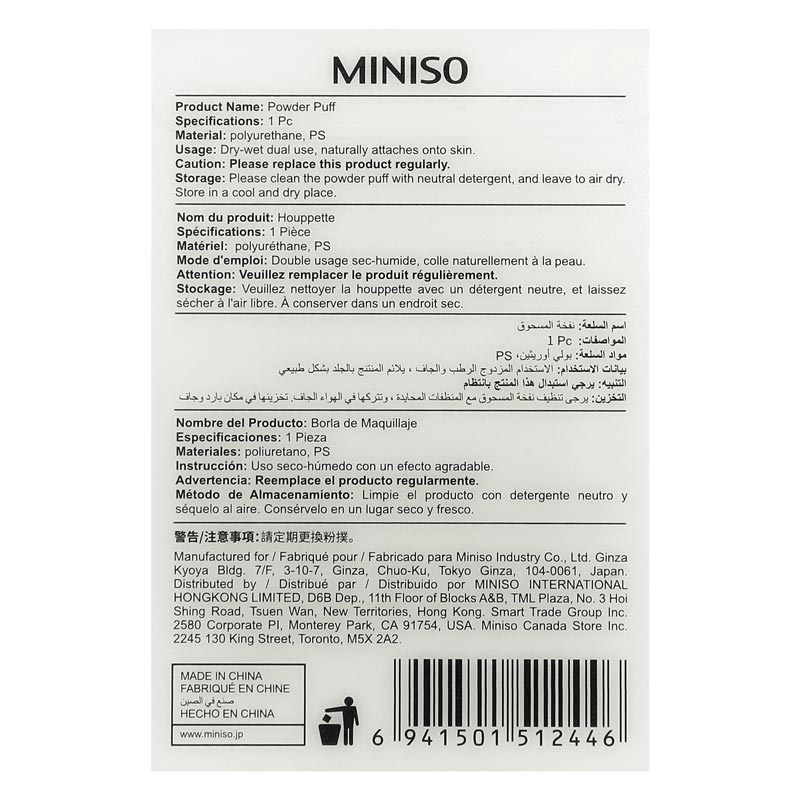 MINISO
Product Name: Powder Puff
Specifications: 1 Pc
Material: polyurethane, PS
Usage: Dry-wet dual use, naturally attaches onto skin.
Caution: Please replace this product regularly.
Storage: Please clean the powder puff with neutral detergent, and leave to air dry.
Store in a cool and dry place.
Nom du produit: Houppette
Spécifications: 1 Pièce
Matériel: polyuréthane, PS
Mode d'emploi: Double usage sec-humide, colle naturellement à la peau.
Attention: Veuillez remplacer le produit régulièrement.
Stockage: Veuillez nettoyer la houppette avec un détergent neutre, et laissez
sécher à l'air libre. À conserver dans un endroit sec.
اسم السلعة: نفخة المسحوق
المواصفات: 1 Pc
مواد السلعة: بولي أوريثين، PS
بيانات الاستخدام: الاستخدام المزدوج الرطب والجاف ، يلائم المنتج بالجلد بشكل طبيعي
التنبيه: يرجي استبدال هذا المنتج بانتظام
التخزين: يرجى تنظيف نفخة المسحوق مع المنظفات المحايدة ، وتتركها في الهواء الجاف. تخزينها في مكان بارد وجاف
Nombre del Producto: Borla de Maquillaje
Especificaciones: 1 Pieza
Materiales: poliuretano, PS
Instrucción: Uso seco-húmedo con un efecto agradable.
Advertencia: Reemplace el producto regularmente.
Método de Almacenamiento: Limpie el producto con detergente neutro y
séquelo al aire. Consérvelo en un lugar seco y fresco.
警告/注意事項:請定期更換粉撲。
Manufactured for / Fabriqué pour / Fabricado para Miniso Industry Co., Ltd. Ginza
Kyoya Bldg. 7/F, 3-10-7, Ginza, Chuo-Ku, Tokyo Ginza, 104-0061, Japan.
Distributed by / Distribué par / Distribuido por MINISO INTERNATIONAL
HONGKONG LIMITED, D6B Dep., 11th Floor of Blocks A&B, TML Plaza, No. 3 Hoi
Shing Road, Tsuen Wan, New Territories, Hong Kong. Smart Trade Group Inc.
2580 Corporate Pl, Monterey Park, CA 91754, USA. Miniso Canada Store Inc.
2245 130 King Street, Toronto, M5X 2A2.
MADE IN CHINA
FABRIQUÉ EN CHINE
صنع في الصين
HECHO EN CHINA
www.miniso.jp
6 941501 512446